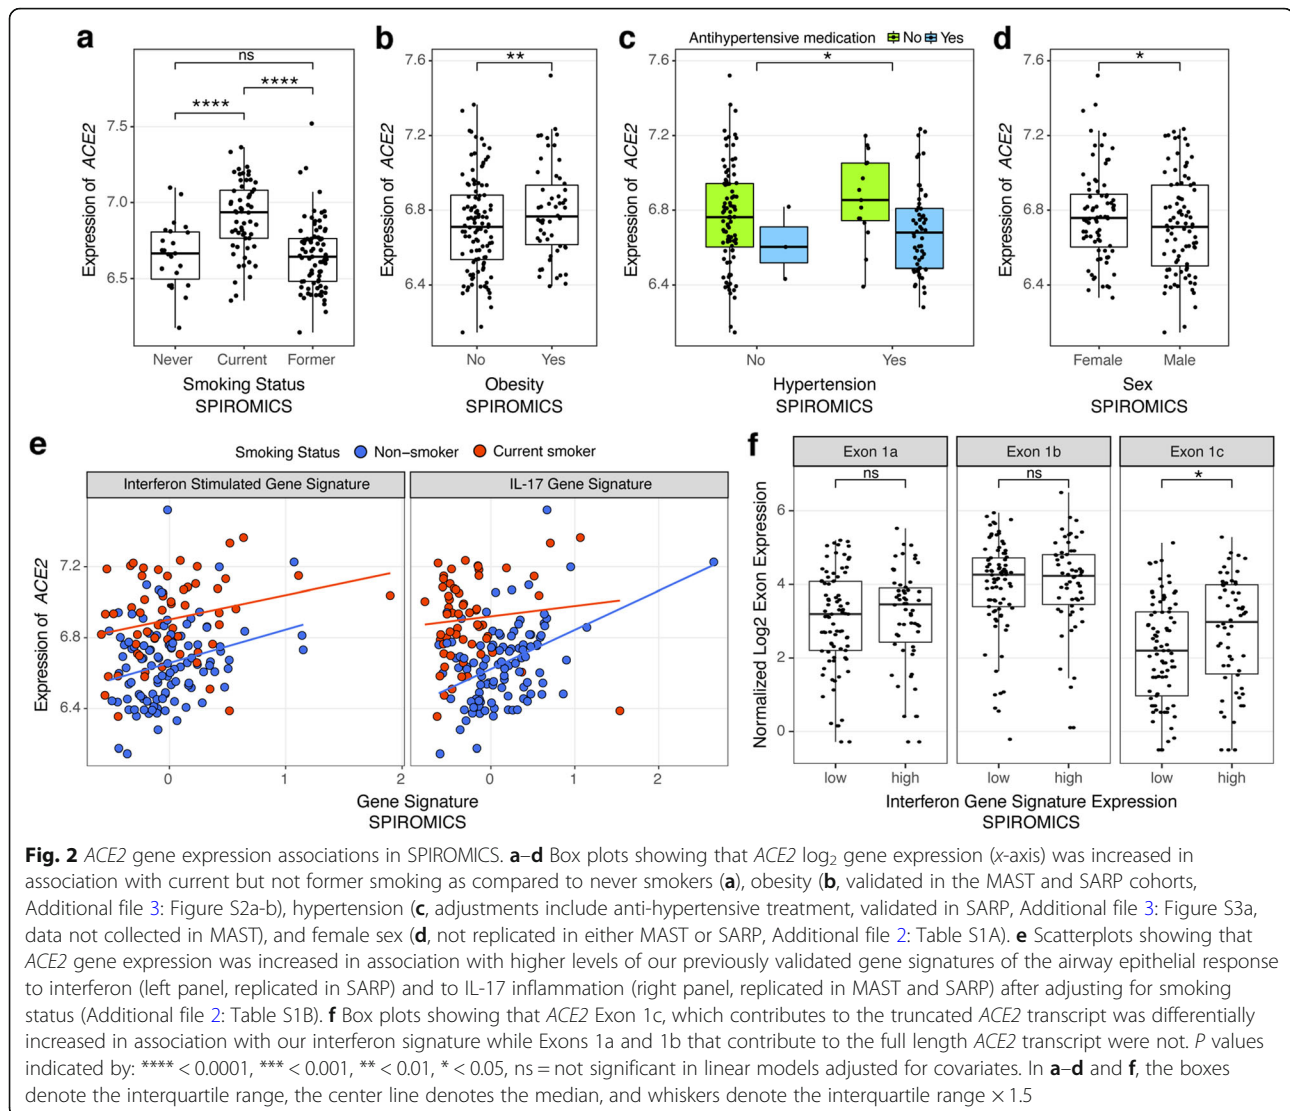 a
b
c
d
Antihypertensive medication No Yes
ns
****
****
7.5
7.0
6.5
Expression of ACE2
Never Current Former
Smoking Status
SPIROMICS
**
7.6
7.2
6.8
6.4
Expression of ACE2
No Yes
Obesity
SPIROMICS
*
7.6
7.2
6.8
6.4
Expression of ACE2
No Yes
Hypertension
SPIROMICS
*
7.6
7.2
6.8
6.4
Expression of ACE2
Female Male
Sex
SPIROMICS
e
Smoking Status Non-smoker Current smoker
Interferon Stimulated Gene Signature IL-17 Gene Signature
7.2
6.8
6.4
Expression of ACE2
0 1 2 0 1 2
Gene Signature
SPIROMICS
f
Exon 1a Exon 1b Exon 1c
ns ns *
6
4
2
0
Normalized Log2 Exon Expression
low high low high low high
Interferon Gene Signature Expression
SPIROMICS
Fig. 2 ACE2 gene expression associations in SPIROMICS. a–d Box plots showing that ACE2 log₂ gene expression (x-axis) was increased in
association with current but not former smoking as compared to never smokers (a), obesity (b, validated in the MAST and SARP cohorts,
Additional file 3: Figure S2a-b), hypertension (c, adjustments include anti-hypertensive treatment, validated in SARP, Additional file 3: Figure S3a,
data not collected in MAST), and female sex (d, not replicated in either MAST or SARP, Additional file 2: Table S1A). e Scatterplots showing that
ACE2 gene expression was increased in association with higher levels of our previously validated gene signatures of the airway epithelial response
to interferon (left panel, replicated in SARP) and to IL-17 inflammation (right panel, replicated in MAST and SARP) after adjusting for smoking
status (Additional file 2: Table S1B). f Box plots showing that ACE2 Exon 1c, which contributes to the truncated ACE2 transcript was differentially
increased in association with our interferon signature while Exons 1a and 1b that contribute to the full length ACE2 transcript were not. P values
indicated by: **** < 0.0001, *** < 0.001, ** < 0.01, * < 0.05, ns = not significant in linear models adjusted for covariates. In a–d and f, the boxes
denote the interquartile range, the center line denotes the median, and whiskers denote the interquartile range × 1.5